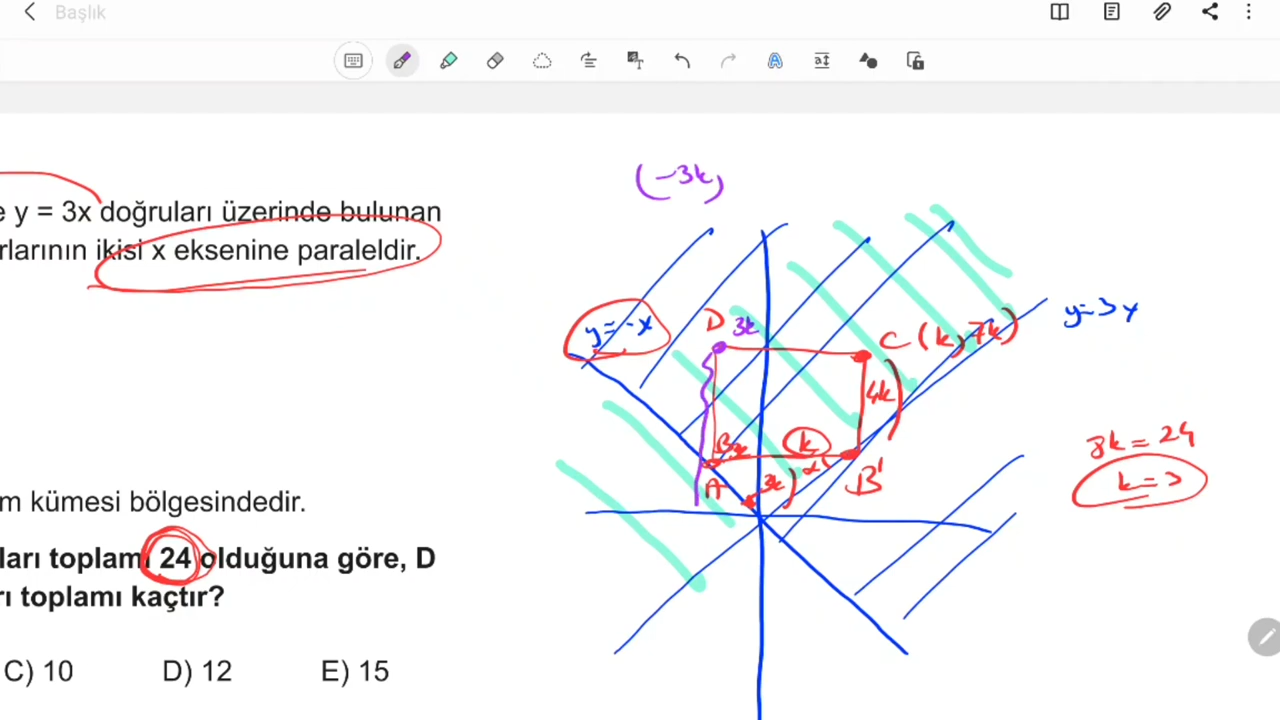 Başlık
e y = 3x doğruları üzerinde bulunan
rlarının ikisi x eksenine paraleldir.
m kümesi bölgesindedir.
ları toplamı 24 olduğuna göre, D
rı toplamı kaçtır?
C) 10 D) 12 E) 15
(-3k,
y=-x
D 3k
C (k, 7k)
y=3x
4k
k
A
3k
α
B'
8k = 24
k = 3